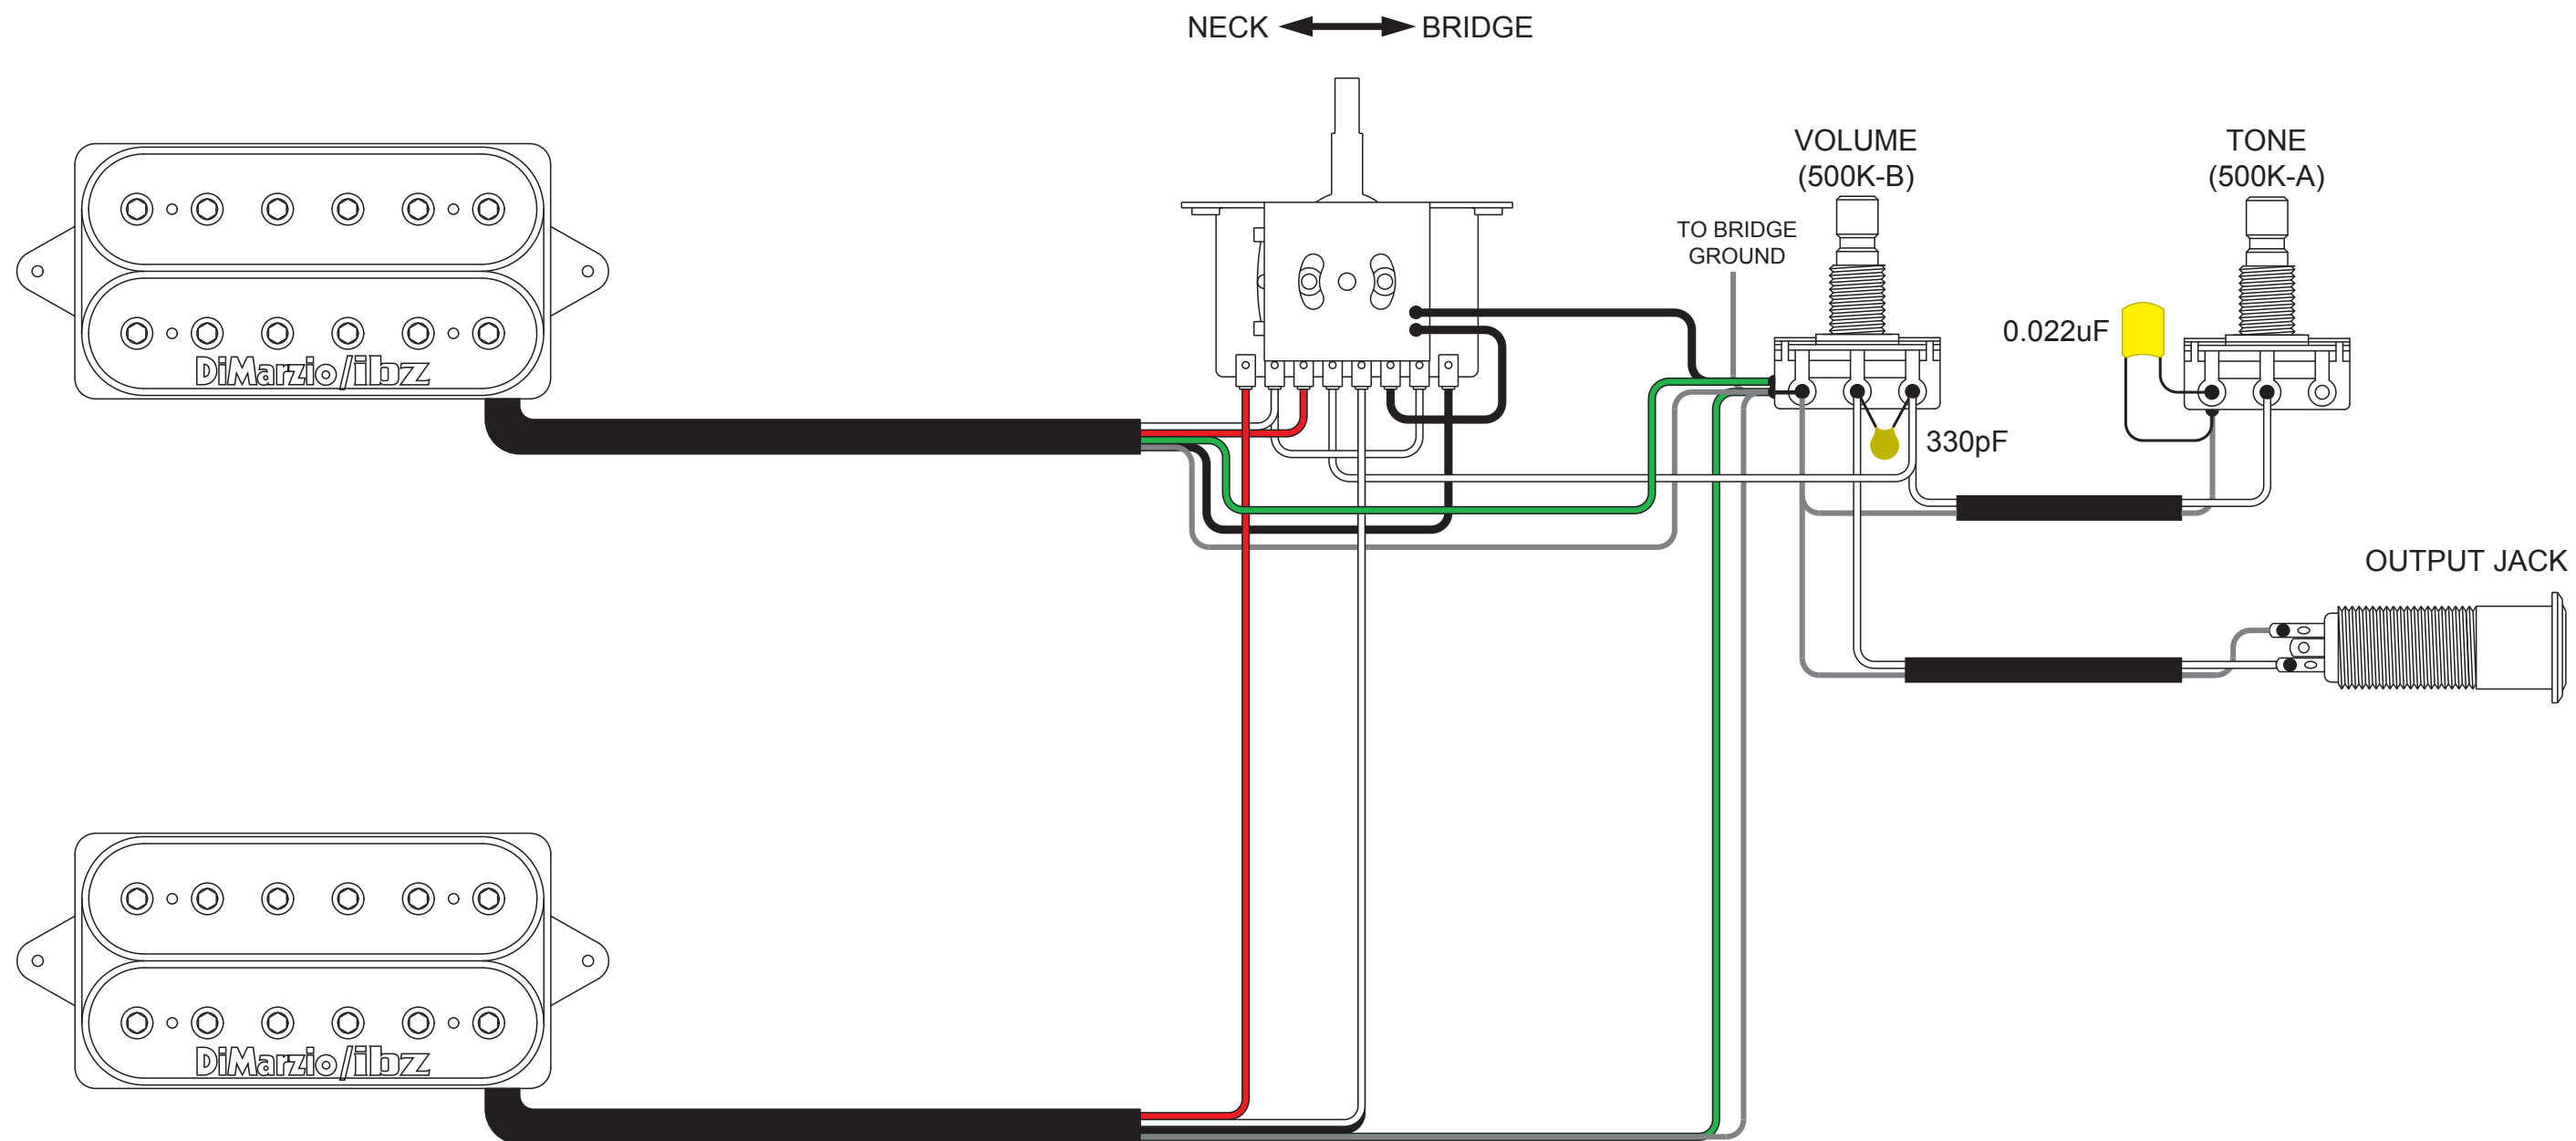 NECK BRIDGE
VOLUME
(500K-B)
TONE
(500K-A)
TO BRIDGE
GROUND
0.022uF
DiMarzio/ibz
330pF
OUTPUT JACK
DiMarzio/ibz